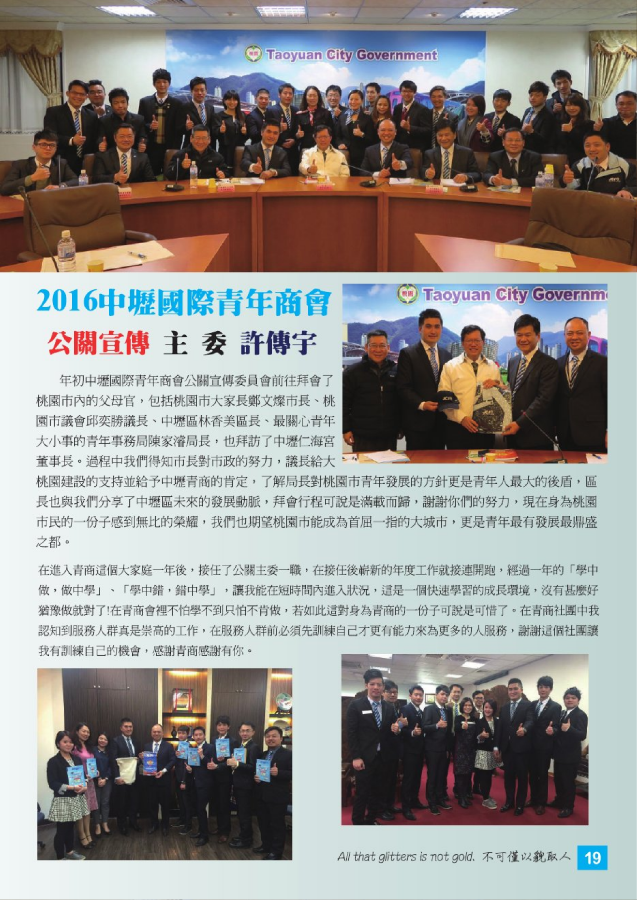 Taoyuan City Government
2016中壢國際青年商會
公關宣傳 主 委 許傳宇
Taoyuan City Governm
年初中壢國際青年商會公關宣傳委員會前往拜會了
桃園市內的父母官，包括桃園市大家長鄭文燦市長、桃
園市議會邱奕勝議長、中壢區林香美區長、最關心青年
大小事的青年事務局陳家濬局長，也拜訪了中壢仁海宮
董事長。過程中我們得知市長對市政的努力，議長給大
桃園建設的支持並給予中壢青商的肯定，了解局長對桃園市青年發展的方針更是青年人最大的後盾，區
長也與我們分享了中壢區未來的發展動脈，拜會行程可說是滿載而歸，謝謝你們的努力，現在身為桃園
市民的一份子感到無比的榮耀，我們也期望桃園市能成為首屈一指的大城市，更是青年最有發展最鼎盛
之都。
在進入青商這個大家庭一年後，接任了公關主委一職，在接任後嶄新的年度工作就接連開跑，經過一年的「學中
做，做中學」、「學中錯，錯中學」，讓我能在短時間內進入狀況，這是一個快速學習的成長環境，沒有甚麼好
猶豫做就對了!在青商會裡不怕學不到只怕不肯做，若如此這對身為青商的一份子可說是可惜了。在青商社團中我
認知到服務人群真是崇高的工作，在服務人群前必須先訓練自己才更有能力來為更多的人服務，謝謝這個社團讓
我有訓練自己的機會，感謝青商感謝有你。
All that glitters is not gold. 不可僅以觀取人 19